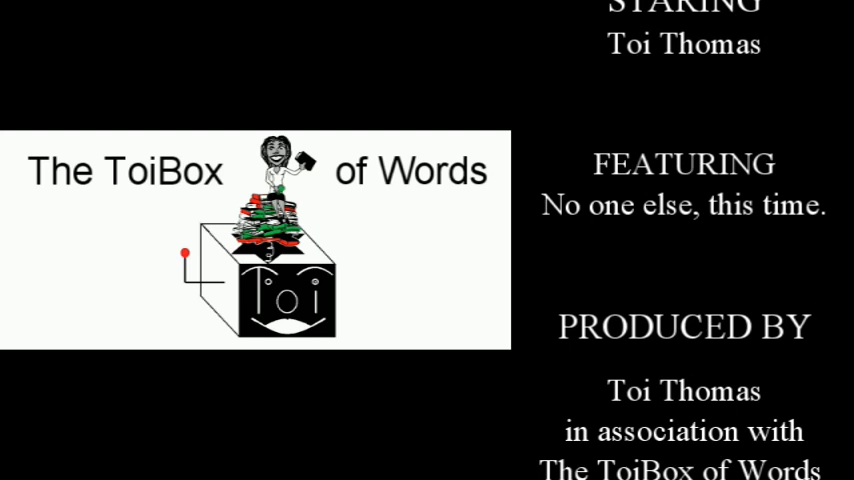 The ToiBox of Words
Toi
STARING
Toi Thomas
FEATURING
No one else, this time.
PRODUCED BY
Toi Thomas
in association with
The ToiBox of Words